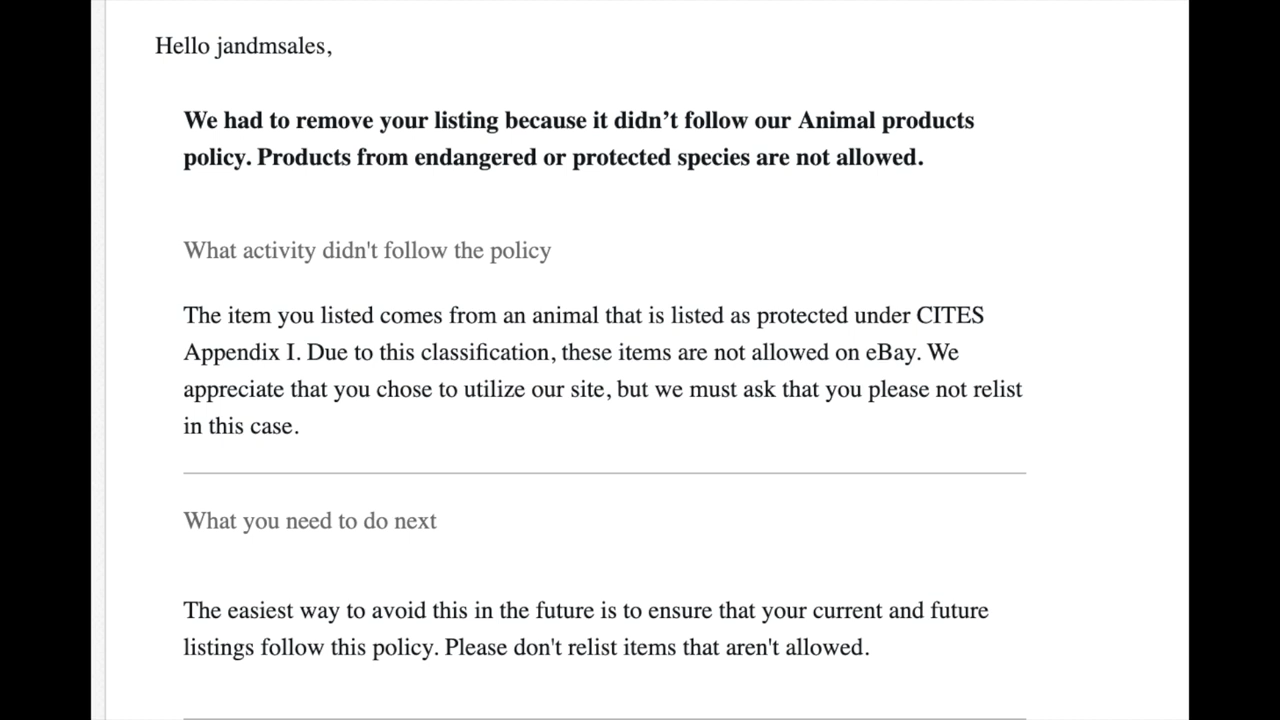 Hello jandmsales,
We had to remove your listing because it didn’t follow our Animal products
policy. Products from endangered or protected species are not allowed.
What activity didn't follow the policy
The item you listed comes from an animal that is listed as protected under CITES
Appendix I. Due to this classification, these items are not allowed on eBay. We
appreciate that you chose to utilize our site, but we must ask that you please not relist
in this case.
What you need to do next
The easiest way to avoid this in the future is to ensure that your current and future
listings follow this policy. Please don't relist items that aren't allowed.